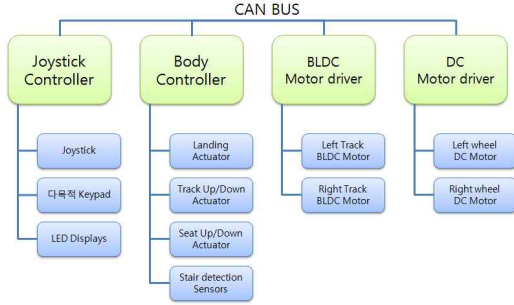 CAN BUS
Joystick
Controller
Joystick
다목적 Keypad
LED Displays
Body
Controller
Landing
Actuator
Track Up/Down
Actuator
Seat Up/Down
Actuator
Stair detection
Sensors
BLDC
Motor driver
Left Track
BLDC Motor
Right Track
BLDC Motor
DC
Motor driver
Left wheel
DC Motor
Right wheel
DC Motor